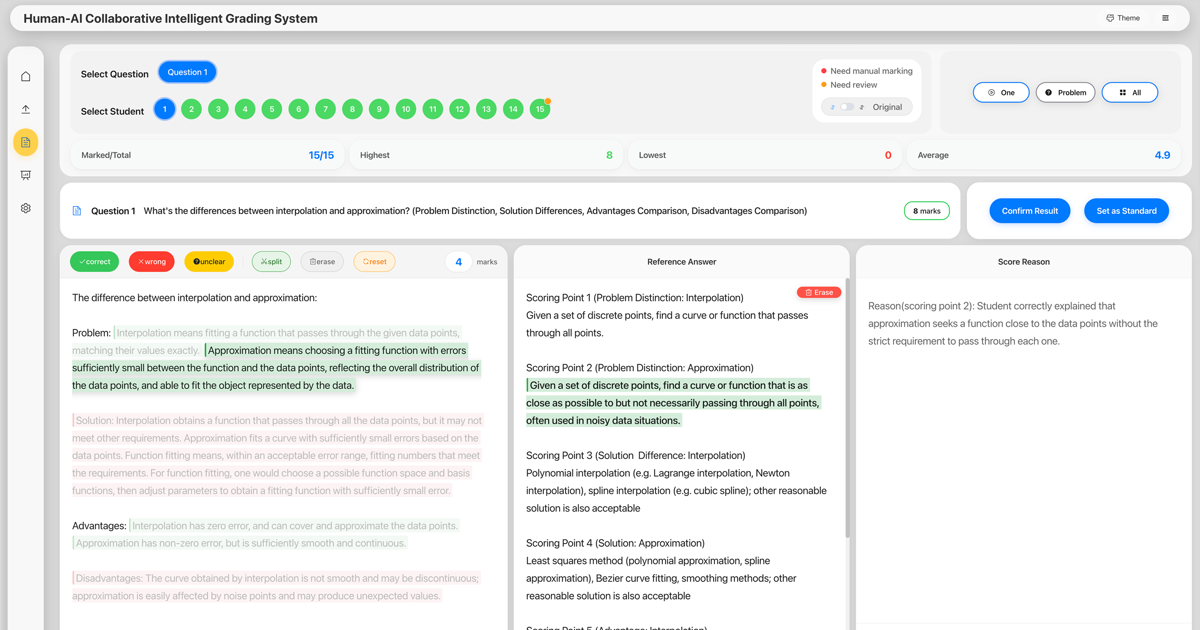 Human-AI Collaborative Intelligent Grading System
Theme
Select Question
Question 1
Need manual marking
Need review
Original
One
Problem
All
Select Student
1 2 3 4 5 6 7 8 9 10 11 12 13 14 15
Marked/Total 15/15
Highest 8
Lowest 0
Average 4.9
Question 1 What's the differences between interpolation and approximation? (Problem Distinction, Solution Differences, Advantages Comparison, Disadvantages Comparison)
8 marks
Confirm Result
Set as Standard
correct
wrong
unclear
split
erase
reset
4 marks
The difference between interpolation and approximation:
Problem: Interpolation means fitting a function that passes through the given data points,
matching their values exactly. Approximation means choosing a fitting function with errors
sufficiently small between the function and the data points, reflecting the overall distribution of
the data points, and able to fit the object represented by the data.
Solution: Interpolation obtains a function that passes through all the data points, but it may not
meet other requirements. Approximation fits a curve with sufficiently small errors based on the
data points. Function fitting means, within an acceptable error range, fitting numbers that meet
the requirements. For function fitting, one would choose a possible function space and basis
functions, then adjust parameters to obtain a fitting function with sufficiently small error.
Advantages: Interpolation has zero error, and can cover and approximate the data points.
Approximation has non-zero error, but is sufficiently smooth and continuous.
Disadvantages: The curve obtained by interpolation is not smooth and may be discontinuous;
approximation is easily affected by noise points and may produce unexpected values.
Reference Answer
Erase
Scoring Point 1 (Problem Distinction: Interpolation)
Given a set of discrete points, find a curve or function that passes
through all points.
Scoring Point 2 (Problem Distinction: Approximation)
Given a set of discrete points, find a curve or function that is as
close as possible to but not necessarily passing through all points,
often used in noisy data situations.
Scoring Point 3 (Solution Difference: Interpolation)
Polynomial interpolation (e.g. Lagrange interpolation, Newton
interpolation), spline interpolation (e.g. cubic spline); other reasonable
solution is also acceptable
Scoring Point 4 (Solution: Approximation)
Least squares method (polynomial approximation, spline
approximation), Bezier curve fitting, smoothing methods; other
reasonable solution is also acceptable
Scoring Point 5 (Advantage: Interpolation)
Score Reason
Reason(scoring point 2): Student correctly explained that
approximation seeks a function close to the data points without the
strict requirement to pass through each one.